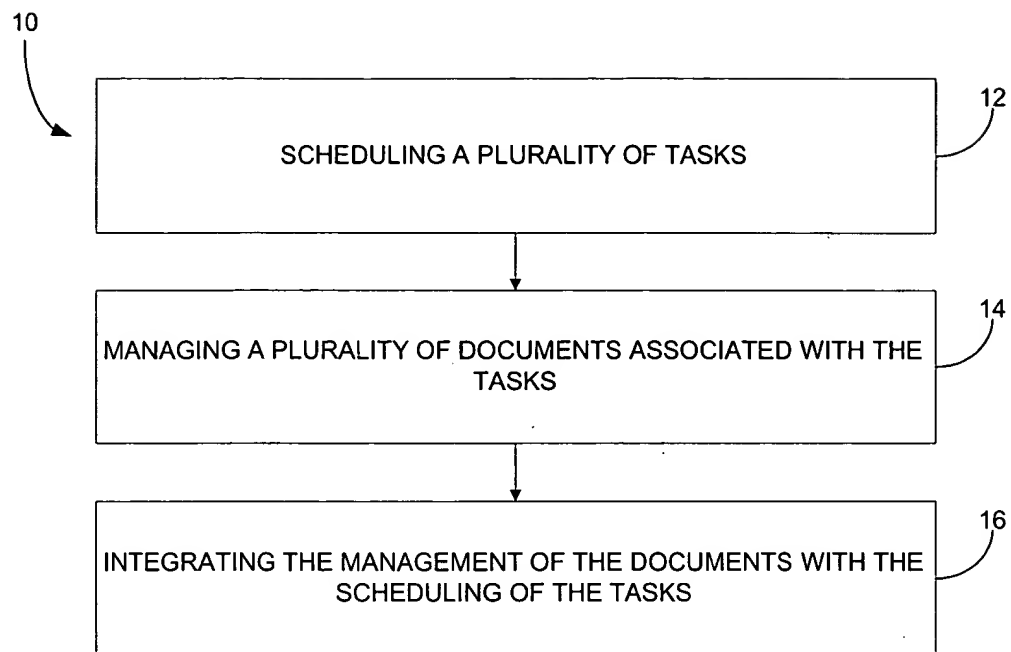 10
12
SCHEDULING A PLURALITY OF TASKS
14
MANAGING A PLURALITY OF DOCUMENTS ASSOCIATED WITH THE
TASKS
16
INTEGRATING THE MANAGEMENT OF THE DOCUMENTS WITH THE
SCHEDULING OF THE TASKS